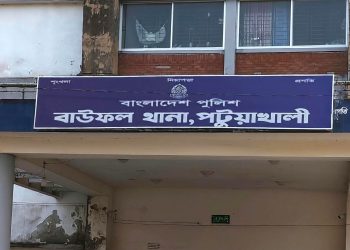 শৃংখলা নিরাপত্তা প্রগতি
বাংলাদেশ পুলিশ
বাউফল থানা, পটুয়াখালী